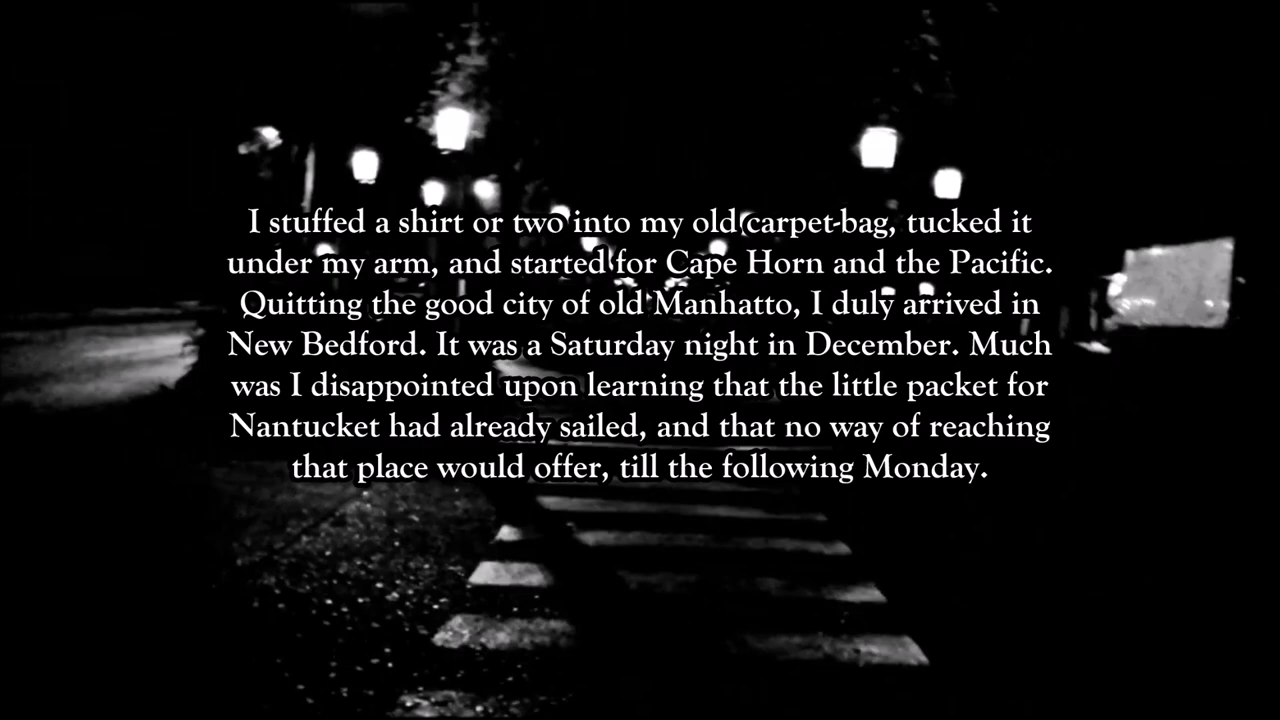 I stuffed a shirt or two into my old carpet-bag, tucked it
under my arm, and started for Cape Horn and the Pacific.
Quitting the good city of old Manhatto, I duly arrived in
New Bedford. It was a Saturday night in December. Much
was I disappointed upon learning that the little packet for
Nantucket had already sailed, and that no way of reaching
that place would offer, till the following Monday.